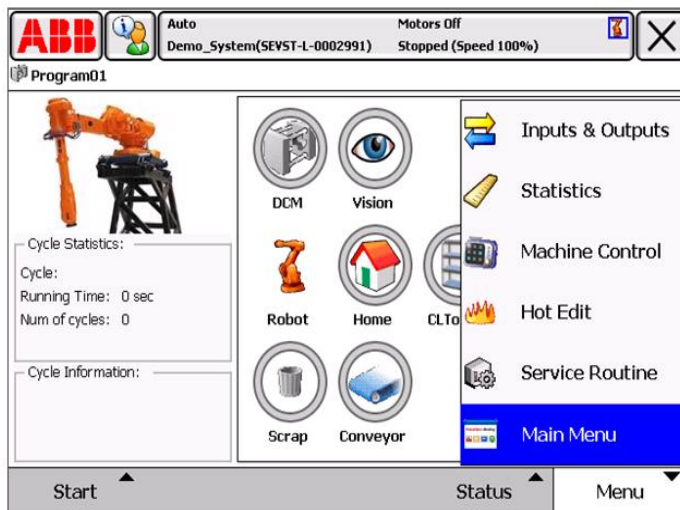 ABB
Auto
Motors Off
Demo_System(SEVST-L-0002991)
Stopped (Speed 100%)
Program01
DCM
Vision
Cycle Statistics:
Cycle:
Running Time: 0 sec
Num of cycles: 0
Robot
Home
CLTo
Cycle Information:
Scrap
Conveyor
Inputs & Outputs
Statistics
Machine Control
Hot Edit
Service Routine
Main Menu
Start
Status
Menu